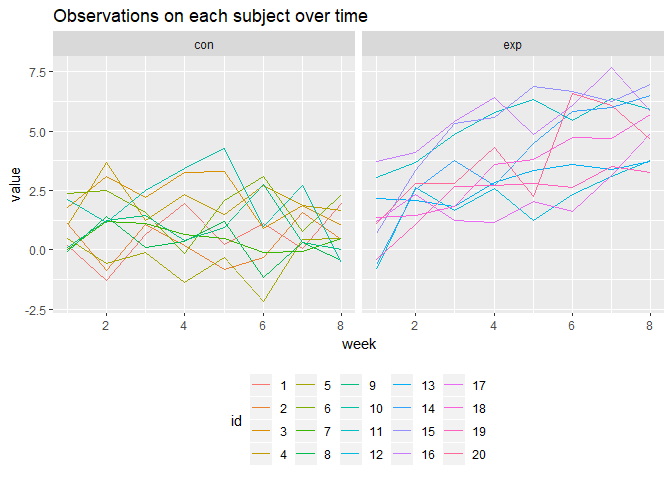 Observations on each subject over time
con exp
7.5
5.0
2.5
0.0
-2.5
value
2 4 6 8 2 4 6 8
week
id
1 5 9 13 17
2 6 10 14 18
3 7 11 15 19
4 8 12 16 20